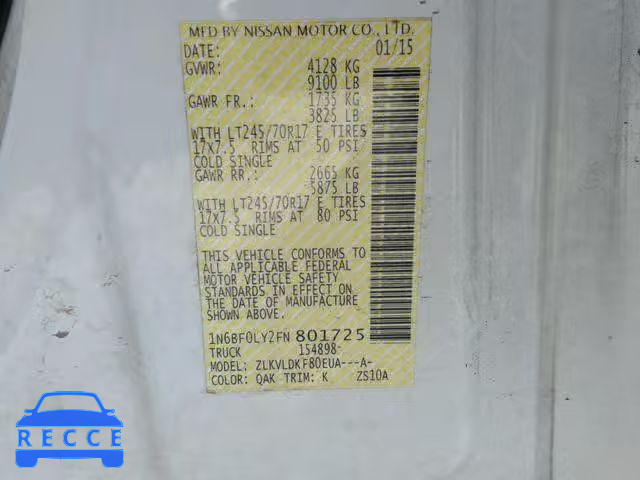 MFD BY NISSAN MOTOR CO., LTD.
DATE: 01/15
GVWR: 4128 KG
9100 LB
GAWR FR.: 1735 KG
3825 LB
WITH LT245/70R17 E TIRES
17x7.5 RIMS AT 50 PSI
COLD SINGLE
GAWR RR.: 2665 KG
5875 LB
WITH LT245/70R17 E TIRES
17x7.5 RIMS AT 80 PSI
COLD SINGLE
THIS VEHICLE CONFORMS TO
ALL APPLICABLE FEDERAL
MOTOR VEHICLE SAFETY
STANDARDS IN EFFECT ON
THE DATE OF MANUFACTURE
SHOWN ABOVE.
1N6BF0LY2FN 801725
TRUCK 154898
MODEL: ZLKVLDKF80EUA---A-
COLOR: QAK TRIM: K ZS10A
RECCE